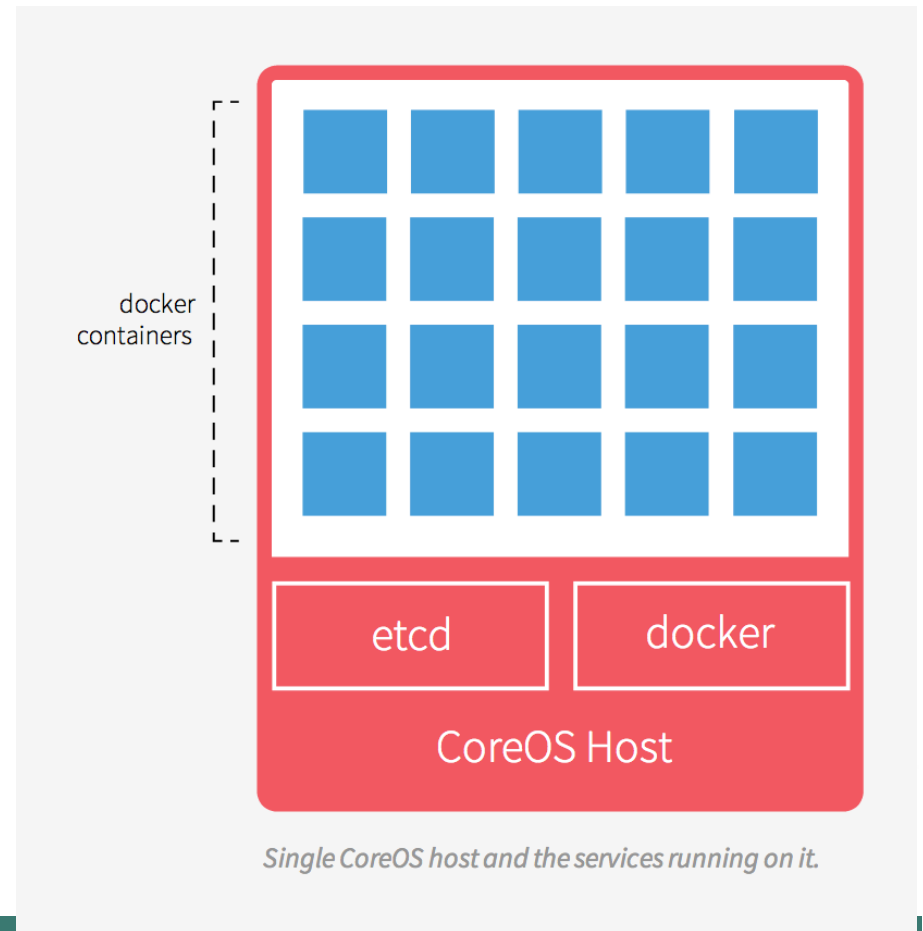 docker
containers
etcd
docker
CoreOS Host
Single CoreOS host and the services running on it.